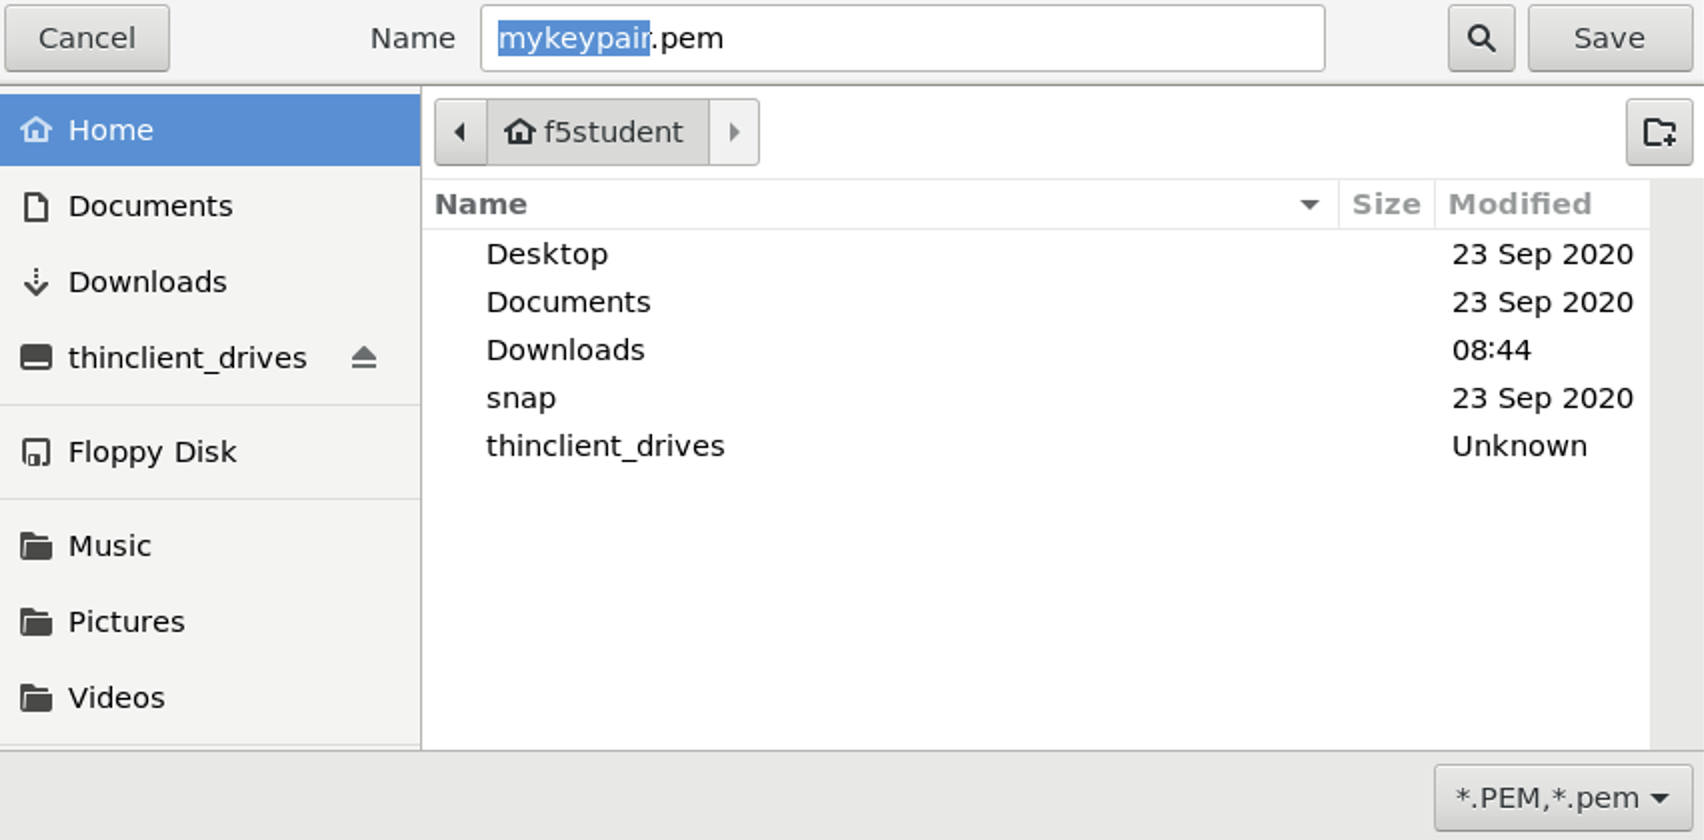 Cancel Name mykeypair.pem Save
Home
f5student
Documents
Downloads
thinclient_drives
Floppy Disk
Music
Pictures
Videos
Name Size Modified
Desktop 23 Sep 2020
Documents 23 Sep 2020
Downloads 08:44
snap 23 Sep 2020
thinclient_drives Unknown
*.PEM,*.pem